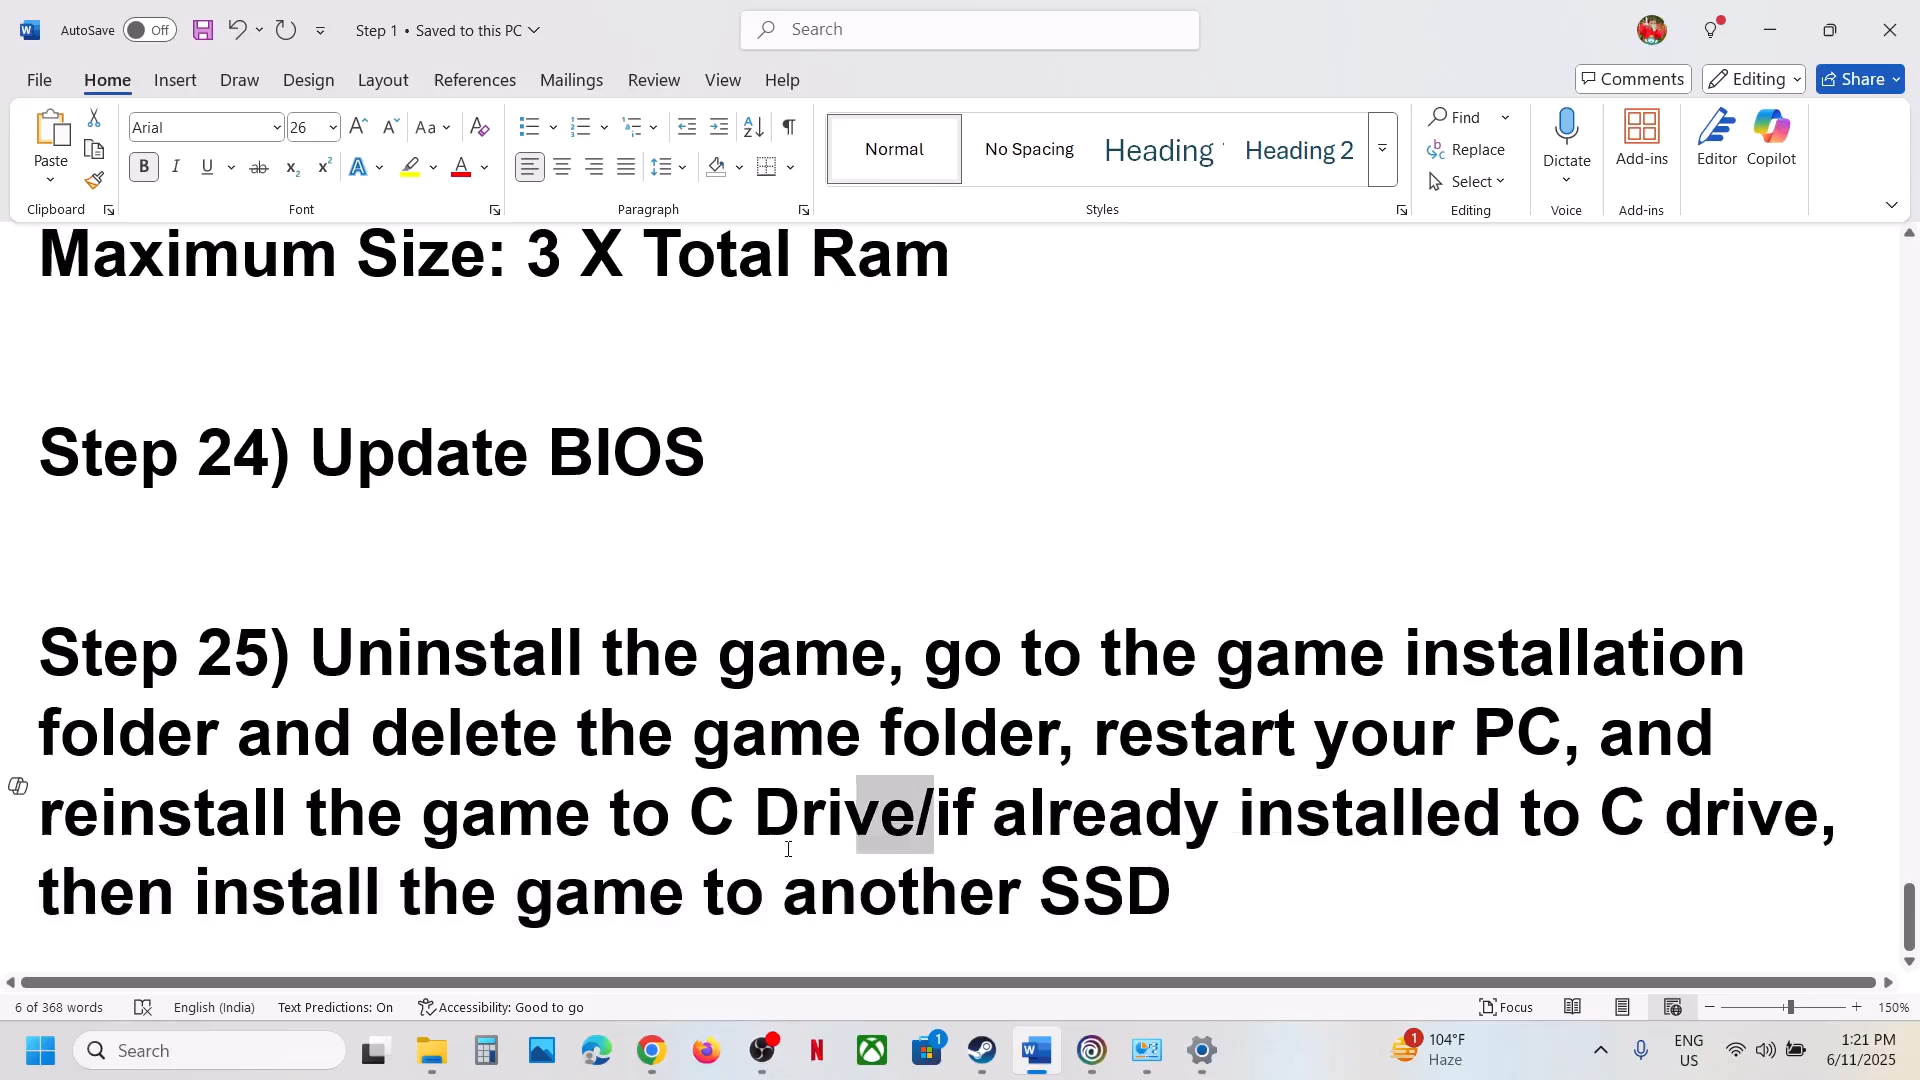 AutoSave Off Step 1 • Saved to this PC Search
File Home Insert Draw Design Layout References Mailings Review View Help Comments Editing Share
Paste Arial 26 Aa Normal No Spacing Heading Heading 2 Find Replace Select Dictate Add-ins Editor Copilot
Clipboard Font Paragraph Styles Editing Voice Add-ins
Maximum Size: 3 X Total Ram
Step 24) Update BIOS
Step 25) Uninstall the game, go to the game installation
folder and delete the game folder, restart your PC, and
reinstall the game to C Drive/if already installed to C drive,
then install the game to another SSD
6 of 368 words English (India) Text Predictions: On Accessibility: Good to go Focus 150%
Search 104°F Haze ENG US 1:21 PM 6/11/2025